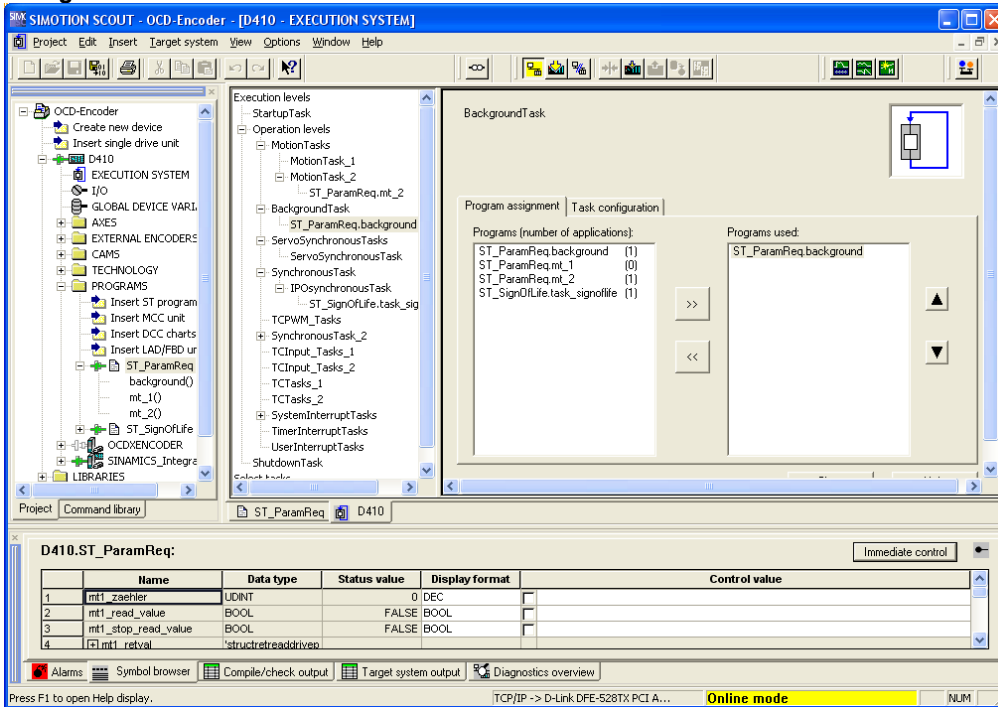 SIMOTION SCOUT - OCD-Encoder - [D410 - EXECUTION SYSTEM]
Project Edit Insert Target system View Options Window Help
OCD-Encoder
Create new device
Insert single drive unit
D410
EXECUTION SYSTEM
I/O
GLOBAL DEVICE VARI
AXES
EXTERNAL ENCODERS
CAMS
TECHNOLOGY
PROGRAMS
Insert ST program
Insert MCC unit
Insert DCC charts
Insert LAD/FBD ur
ST_ParamReq
background()
mt_1()
mt_2()
ST_SignOfLife
OCDXENCODER
SINAMICS_Integra
LIBRARIES
Project Command library
Execution levels
StartupTask
Operation levels
MotionTasks
MotionTask_1
MotionTask_2
ST_ParamReq.mt_2
BackgroundTask
ST_ParamReq.background
ServoSynchronousTasks
ServoSynchronousTask
SynchronousTask
IPOsynchronousTask
ST_SignOfLife.task_sig
TCPWM_Tasks
SynchronousTask_2
TCInput_Tasks_1
TCInput_Tasks_2
TCTasks_1
TCTasks_2
SystemInterruptTasks
TimerInterruptTasks
UserInterruptTasks
ShutdownTask
BackgroundTask
Program assignment Task configuration
Programs (number of applications):
ST_ParamReq.background (1)
ST_ParamReq.mt_1 (0)
ST_ParamReq.mt_2 (1)
ST_SignOfLife.task_signoflife (1)
>>
<<
Programs used:
ST_ParamReq.background
ST_ParamReq D410
D410.ST_ParamReq:
Immediate control
Name Data type Status value Display format Control value
1 mt1_zaehler UDINT 0 DEC
2 mt1_read_value BOOL FALSE BOOL
3 mt1_stop_read_value BOOL FALSE BOOL
4 mt1_retval 'structretreaddrivep
Alarms Symbol browser Compile/check output Target system output Diagnostics overview
Press F1 to open Help display. TCP/IP -> D-Link DFE-528TX PCI A... Online mode NUM